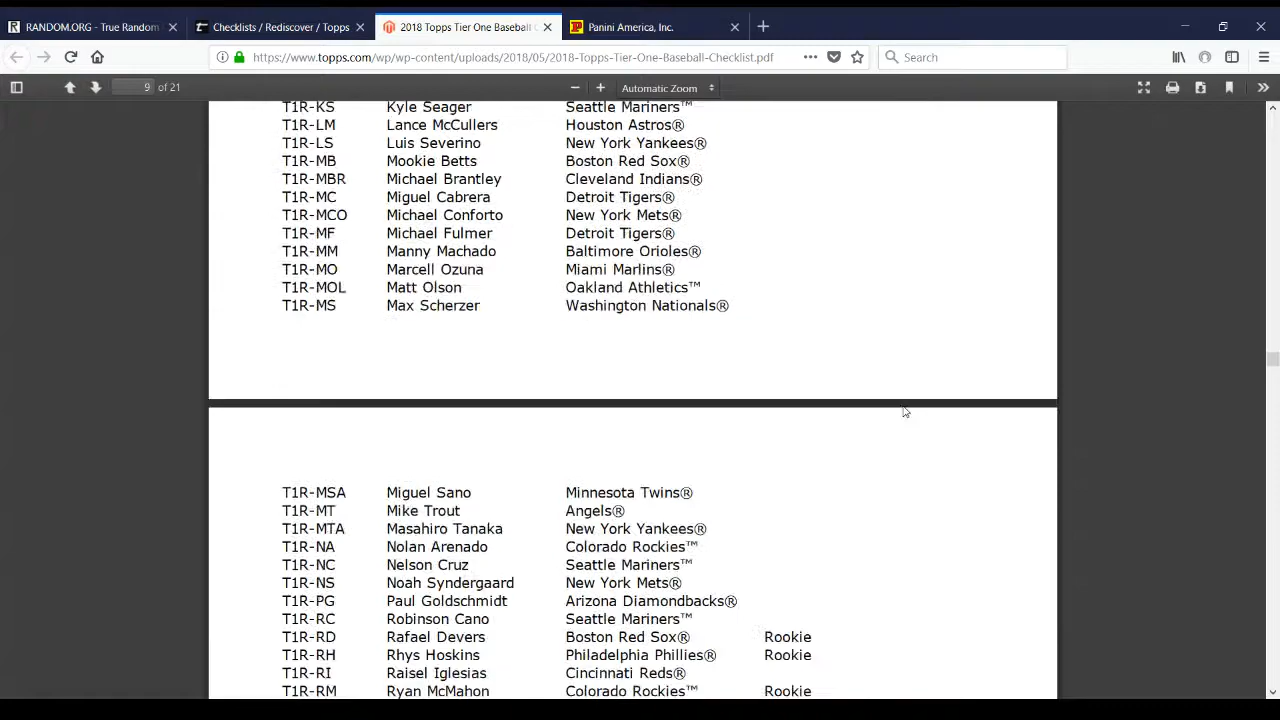 RANDOM.ORG - True Random
Checklists / Rediscover / Topps
2018 Topps Tier One Baseball C
Panini America, Inc.
https://www.topps.com/wp/wp-content/uploads/2018/05/2018-Topps-Tier-One-Baseball-Checklist.pdf
Search
9 of 21
Automatic Zoom
T1R-KS Kyle Seager Seattle Mariners™
T1R-LM Lance McCullers Houston Astros®
T1R-LS Luis Severino New York Yankees®
T1R-MB Mookie Betts Boston Red Sox®
T1R-MBR Michael Brantley Cleveland Indians®
T1R-MC Miguel Cabrera Detroit Tigers®
T1R-MCO Michael Conforto New York Mets®
T1R-MF Michael Fulmer Detroit Tigers®
T1R-MM Manny Machado Baltimore Orioles®
T1R-MO Marcell Ozuna Miami Marlins®
T1R-MOL Matt Olson Oakland Athletics™
T1R-MS Max Scherzer Washington Nationals®
T1R-MSA Miguel Sano Minnesota Twins®
T1R-MT Mike Trout Angels®
T1R-MTA Masahiro Tanaka New York Yankees®
T1R-NA Nolan Arenado Colorado Rockies™
T1R-NC Nelson Cruz Seattle Mariners™
T1R-NS Noah Syndergaard New York Mets®
T1R-PG Paul Goldschmidt Arizona Diamondbacks®
T1R-RC Robinson Cano Seattle Mariners™
T1R-RD Rafael Devers Boston Red Sox® Rookie
T1R-RH Rhys Hoskins Philadelphia Phillies® Rookie
T1R-RI Raisel Iglesias Cincinnati Reds®
T1R-RM Ryan McMahon Colorado Rockies™ Rookie